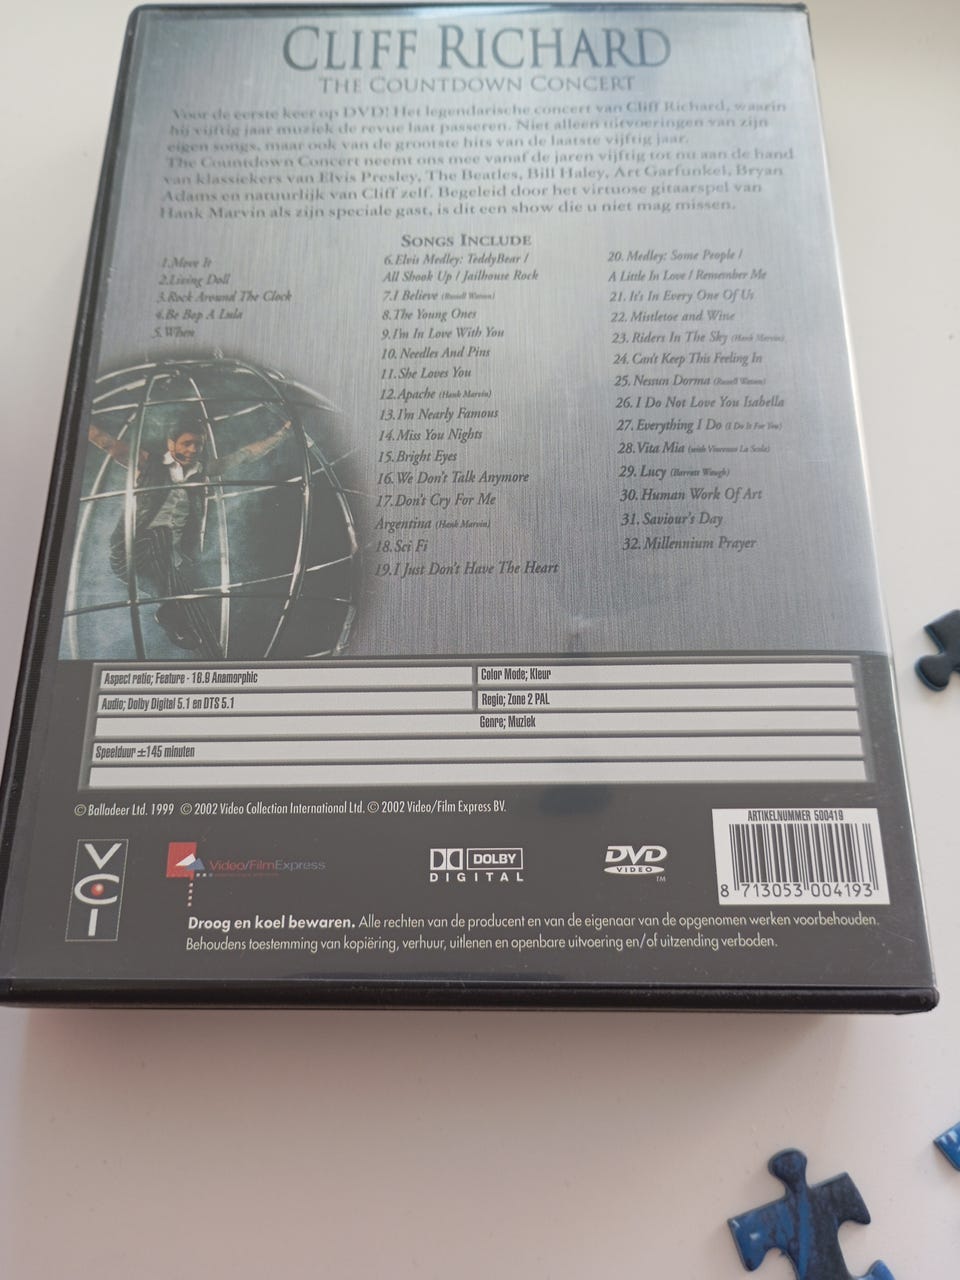 CLIFF RICHARD
THE COUNTDOWN CONCERT
Voor de eerste keer op DVD! Het legendarische concert van Cliff Richard, waarin
hij vijftig jaar muziek de revue laat passeren. Niet alleen uitvoeringen van zijn
eigen songs, maar ook van de grootste hits van de laatste vijftig jaar.
The Countdown Concert neemt ons mee vanaf de jaren vijftig tot nu aan de hand
van klassiekers van Elvis Presley, The Beatles, Bill Haley, Art Garfunkel, Bryan
Adams en natuurlijk van Cliff zelf. Begeleid door het virtuose gitaarspel van
Hank Marvin als zijn speciale gast, is dit een show die u niet mag missen.
SONGS INCLUDE
1.Move It
2.Living Doll
3.Rock Around The Clock
4.Be Bop A Lula
5.When
6.Elvis Medley: TeddyBear /
All Shook Up / Jailhouse Rock
7.I Believe (Russell Watson)
8.The Young Ones
9.I'm In Love With You
10. Needles And Pins
11.She Loves You
12.Apache (Hank Marvin)
13.I'm Nearly Famous
14.Miss You Nights
15.Bright Eyes
16.We Don't Talk Anymore
17.Don't Cry For Me
Argentina (Hank Marvin)
18.Sci Fi
19.I Just Don't Have The Heart
20. Medley: Some People /
A Little In Love / Remember Me
21. It's In Every One Of Us
22. Mistletoe and Wine
23. Riders In The Sky (Hank Marvin)
24. Can't Keep This Feeling In
25. Nessun Dorma (Russell Watson)
26. I Do Not Love You Isabella
27. Everything I Do (I Do It For You)
28. Vita Mia (with Vincenzo La Scola)
29. Lucy (Barratt Waugh)
30. Human Work Of Art
31. Saviour's Day
32. Millennium Prayer
Aspect ratio; Feature - 16.9 Anamorphic
Color Mode; Kleur
Audio; Dolby Digital 5.1 en DTS 5.1
Regio; Zone 2 PAL
Genre; Muziek
Speelduur ±145 minuten
© Balladeer Ltd. 1999 © 2002 Video Collection International Ltd. © 2002 Video/Film Express BV.
ARTIKELNUMMER 500419
8 713053 004193
VCI
Video/FilmExpress
DOLBY
DIGITAL
DVD
VIDEO
TM
Droog en koel bewaren. Alle rechten van de producent en van de eigenaar van de opgenomen werken voorbehouden.
Behoudens toestemming van kopiëring, verhuur, uitlenen en openbare uitvoering en/of uitzending verboden.